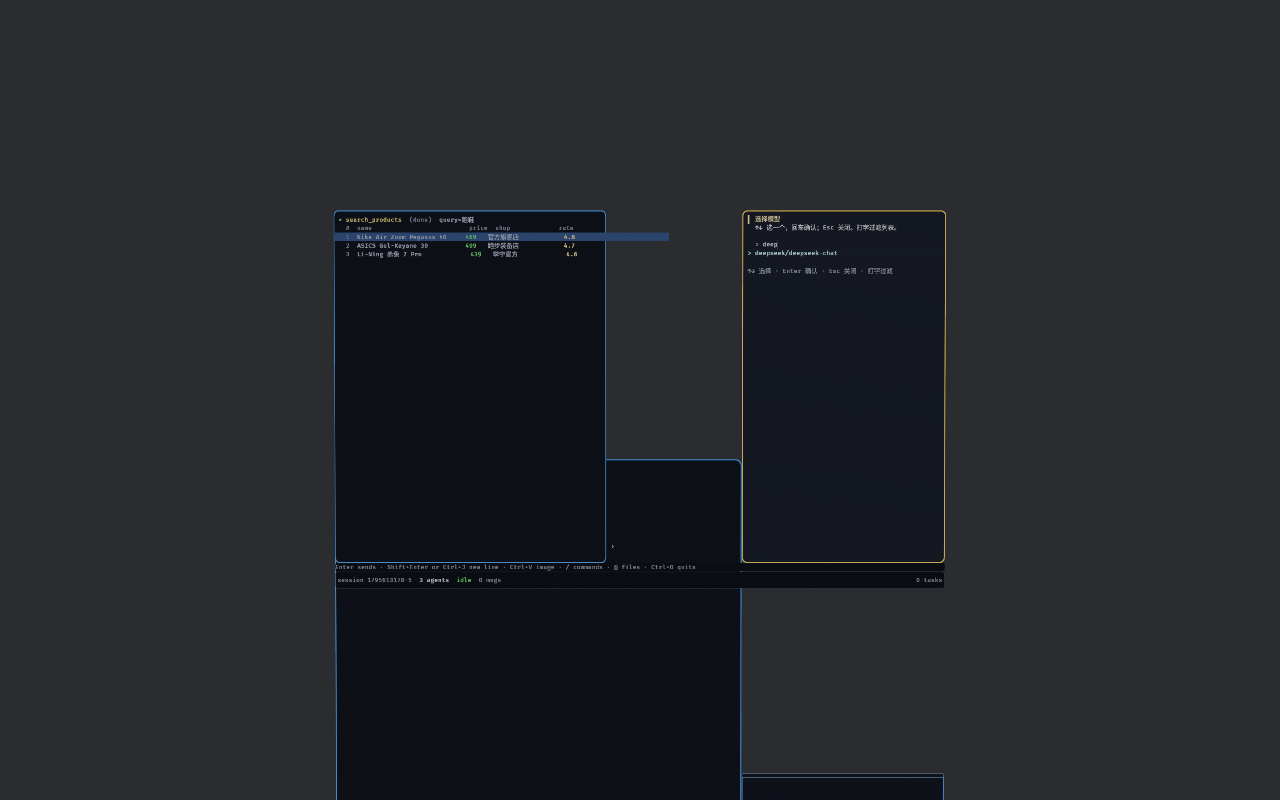 search_products (done) query=跑鞋
# name price shop rate
1 Nike Air Zoom Pegasus 40 469 官方旗舰店 4.8
2 ASICS Gel-Kayano 30 499 跑步装备店 4.7
3 Li-Ning 赤兔 7 Pro 439 李宁官方 4.6
选择模型
↑↓ 选一个, 回车确认; Esc 关闭。打字过滤列表。
> deep
> deepseek/deepseek-chat
↑↓ 选择 · Enter 确认 · Esc 关闭 · 打字过滤
›
Enter sends · Shift+Enter or Ctrl+J new line · Ctrl+V image · / commands · @ files · Ctrl+D quits
session 1795613178-5 3 agents idle 0 msgs 0 tasks